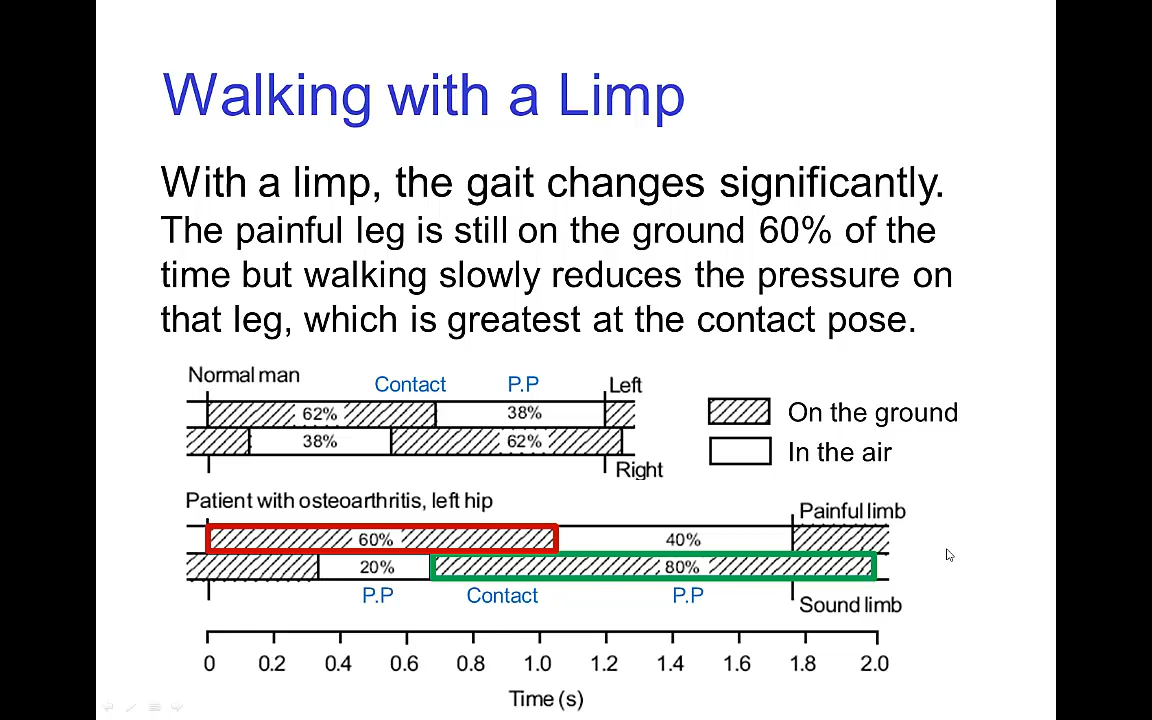 Walking with a Limp
With a limp, the gait changes significantly.
The painful leg is still on the ground 60% of the
time but walking slowly reduces the pressure on
that leg, which is greatest at the contact pose.
Normal man
Contact
P.P
Left
62%
38%
38%
62%
Right
On the ground
In the air
Patient with osteoarthritis, left hip
Painful limb
60%
40%
20%
80%
P.P
Contact
P.P
Sound limb
0 0.2 0.4 0.6 0.8 1.0 1.2 1.4 1.6 1.8 2.0
Time (s)